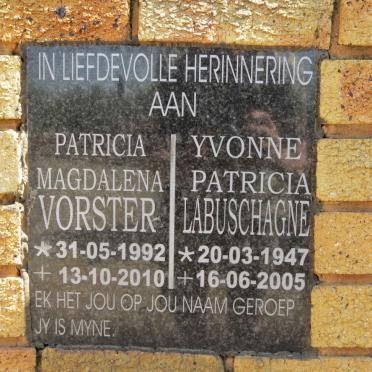 IN LIEFDEVOLLE HERINNERING
AAN
PATRICIA
MAGDALENA
VORSTER
* 31-05-1992
+ 13-10-2010
YVONNE
PATRICIA
LABUSCHAGNE
* 20-03-1947
+ 16-06-2005
EK HET JOU OP JOU NAAM GEROEP
JY IS MYNE.